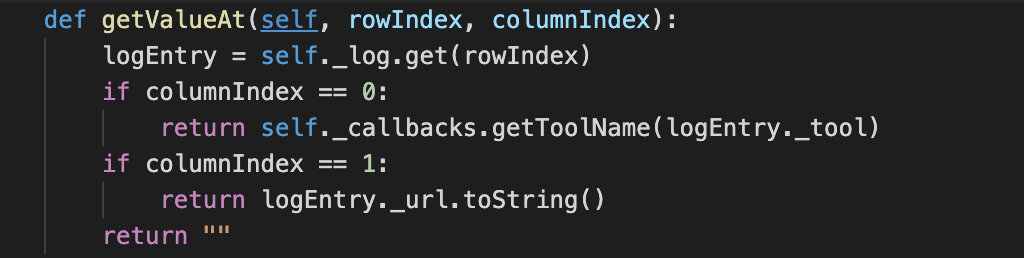 def getValueAt(self, rowIndex, columnIndex):
    logEntry = self._log.get(rowIndex)
    if columnIndex == 0:
        return self._callbacks.getToolName(logEntry._tool)
    if columnIndex == 1:
        return logEntry._url.toString()
    return ""